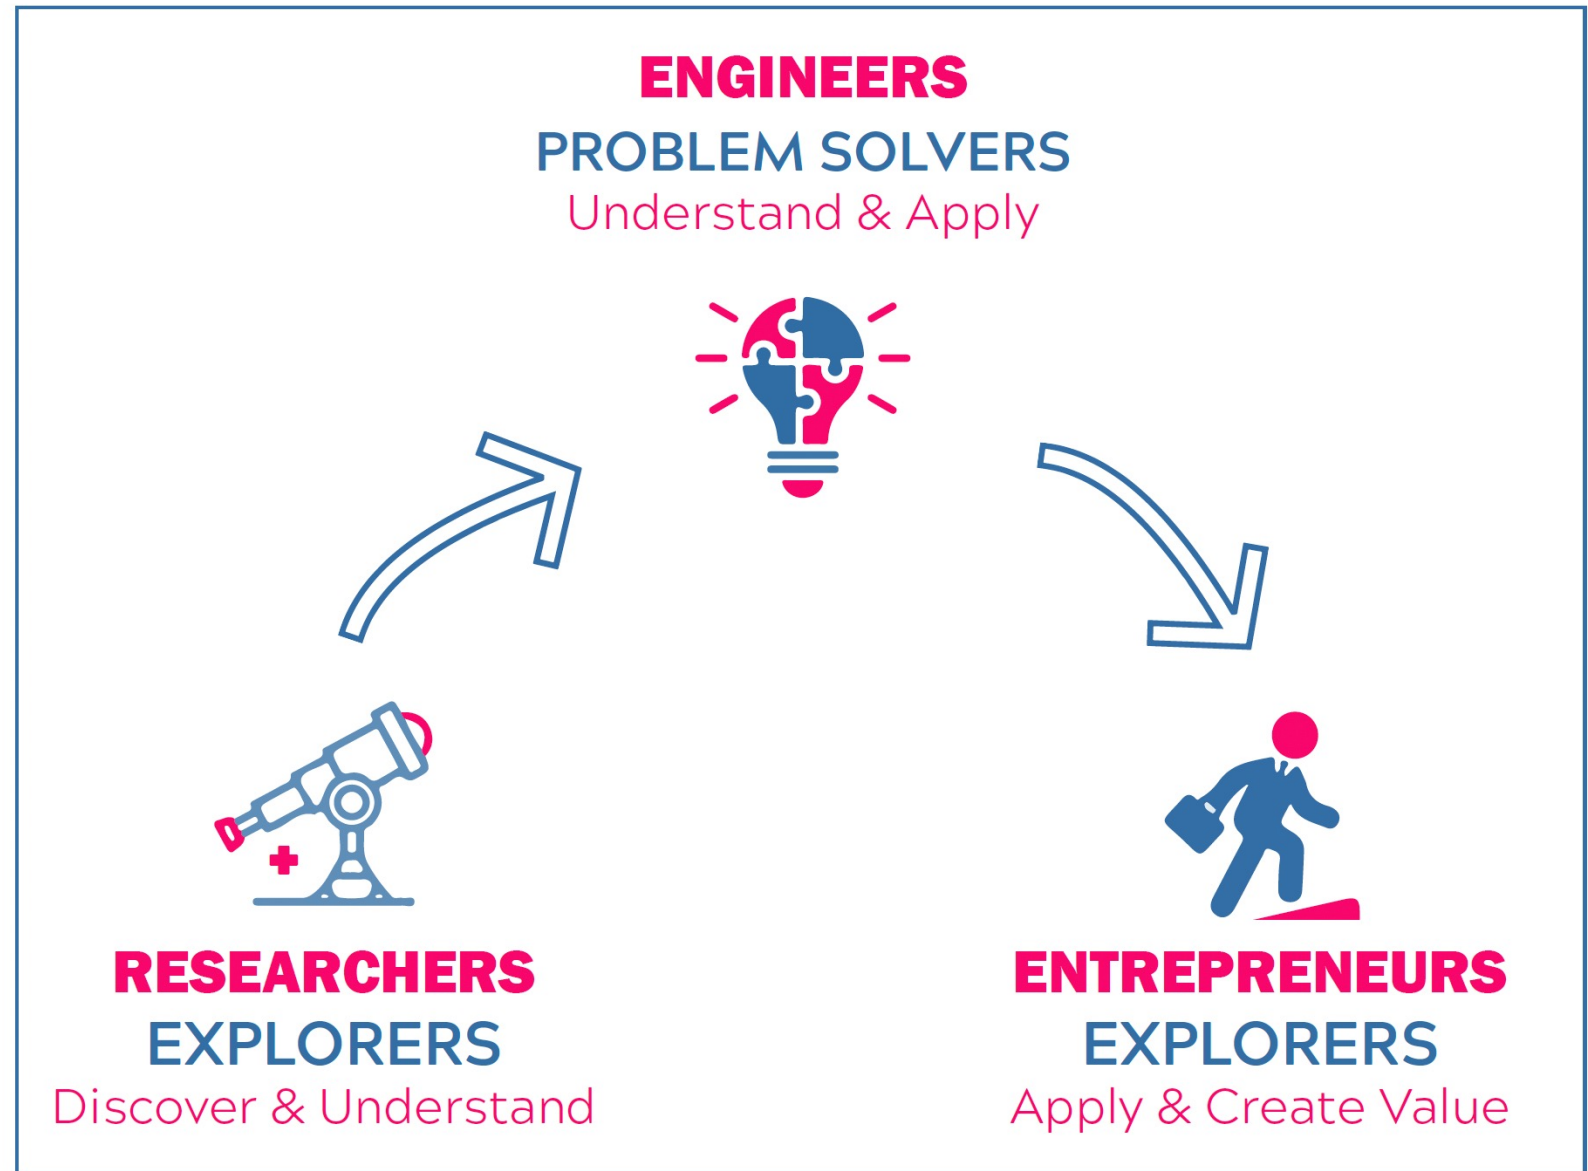 ENGINEERS
PROBLEM SOLVERS
Understand & Apply
RESEARCHERS
EXPLORERS
Discover & Understand
ENTREPRENEURS
EXPLORERS
Apply & Create Value